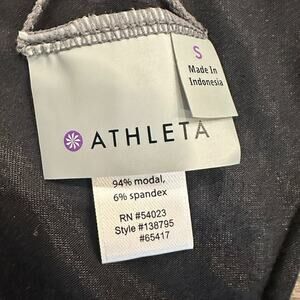 S
Made In
Indonesia
ATHLETA
94% modal,
6% spandex
RN #54023
Style #138795
#65417